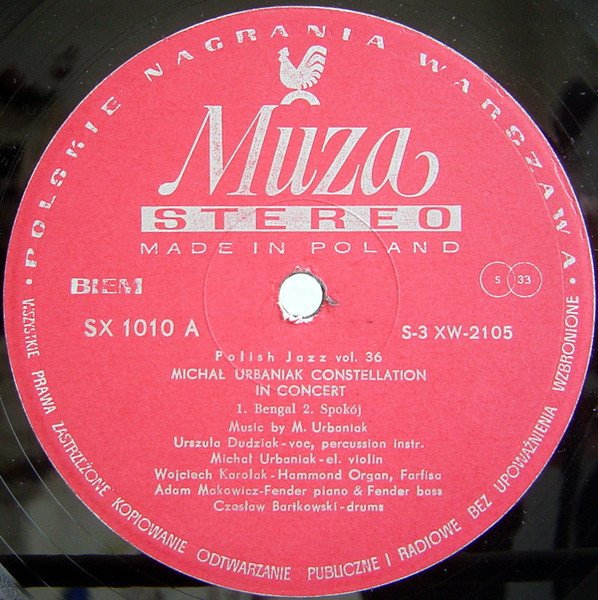 POLSKIE NAGRANIA WARSZAWA
Muza
STEREO
MADE IN POLAND
BIEM
S 33
SX 1010 A
S-3 XW-2105
Polish Jazz vol. 36
MICHAŁ URBANIAK CONSTELLATION
IN CONCERT
1. Bengal 2. Spokój
Music by M. Urbaniak
Urszula Dudziak-voc, percussion instr.
Michał Urbaniak-el. violin
Wojciech Karolak-Hammond Organ, Farfisa
Adam Makowicz-Fender piano & Fender bass
Czesław Bartkowski-drums
WSZYSTKIE PRAWA ZASTRZEŻONE KOPIOWANIE ODTWARZANIE PUBLICZNE I RADIOWE BEZ UPOWAŻNIENIA WZBRONIONE